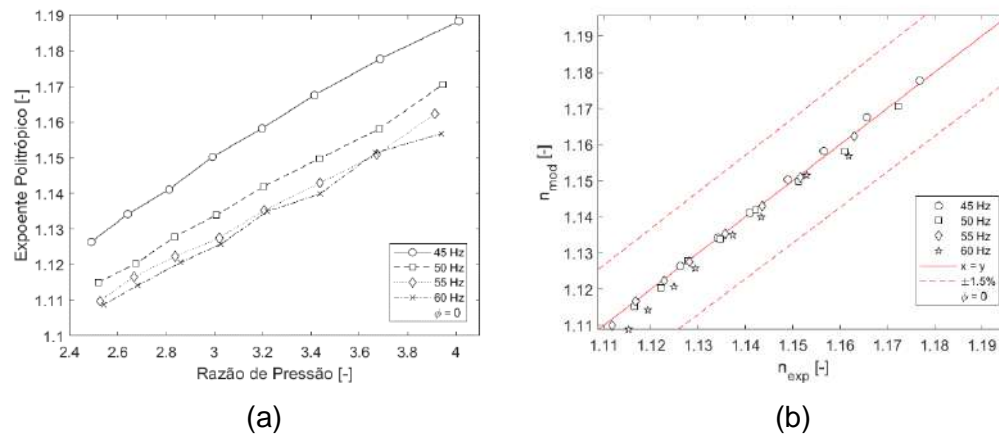 1.19
1.18
1.17
1.16
1.15
1.14
1.13
1.12
1.11
1.1
Expoente Politrópico [-]
2.4 2.6 2.8 3 3.2 3.4 3.6 3.8 4
Razão de Pressão [-]
45 Hz
50 Hz
55 Hz
60 Hz
ϕ = 0
(a)
1.19
1.18
1.17
1.16
1.15
1.14
1.13
1.12
1.11
n_mod [-]
1.11 1.12 1.13 1.14 1.15 1.16 1.17 1.18 1.19
n_exp [-]
45 Hz
50 Hz
55 Hz
60 Hz
x = y
±1.5%
ϕ = 0
(b)